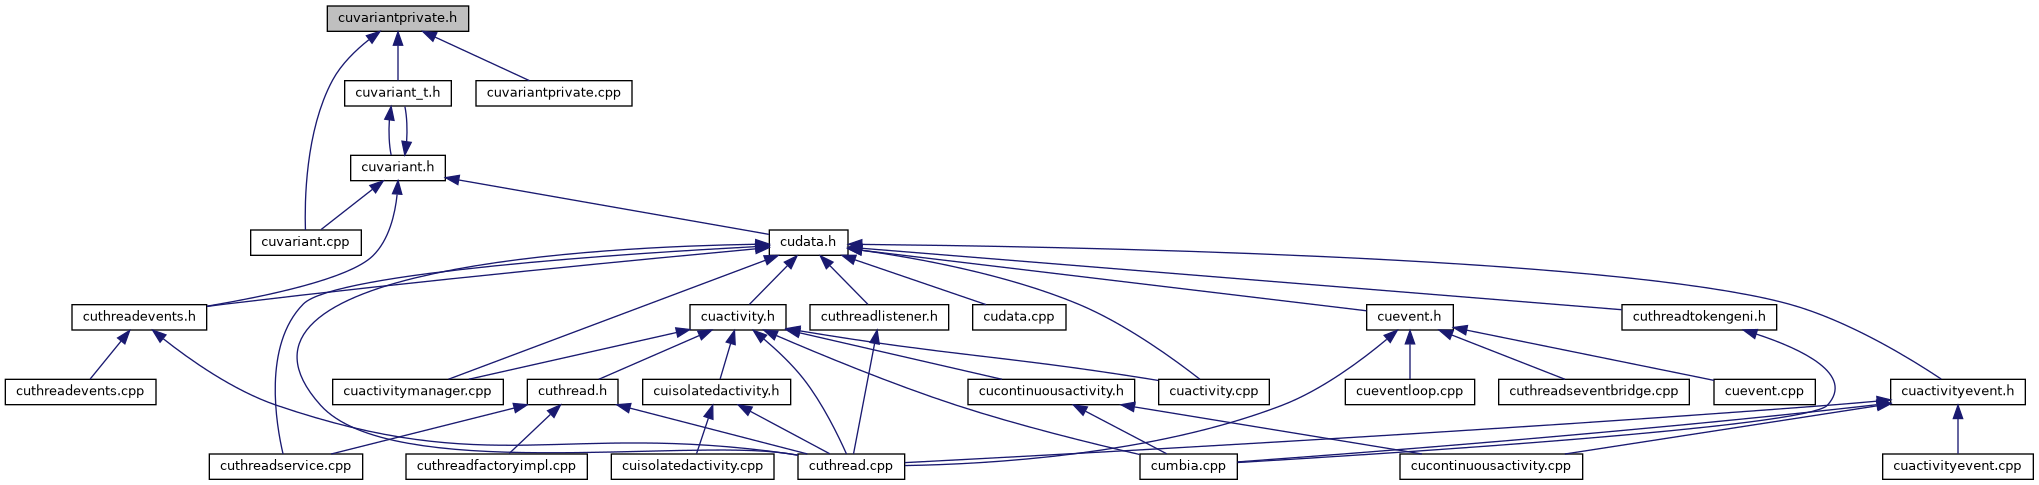 cuvariantprivate.h
cuvariant_t.h
cuvariantprivate.cpp
cuvariant.h
cuvariant.cpp
cudata.h
cuthreadevents.h
cuactivity.h
cuthreadlistener.h
cudata.cpp
cuevent.h
cuthreadtokengeni.h
cuthreadevents.cpp
cuactivitymanager.cpp
cuthread.h
cuisolatedactivity.h
cucontinuousactivity.h
cuactivity.cpp
cueventloop.cpp
cuthreadseventbridge.cpp
cuevent.cpp
cuactivityevent.h
cuthreadservice.cpp
cuthreadfactoryimpl.cpp
cuisolatedactivity.cpp
cuthread.cpp
cumbia.cpp
cucontinuousactivity.cpp
cuactivityevent.cpp